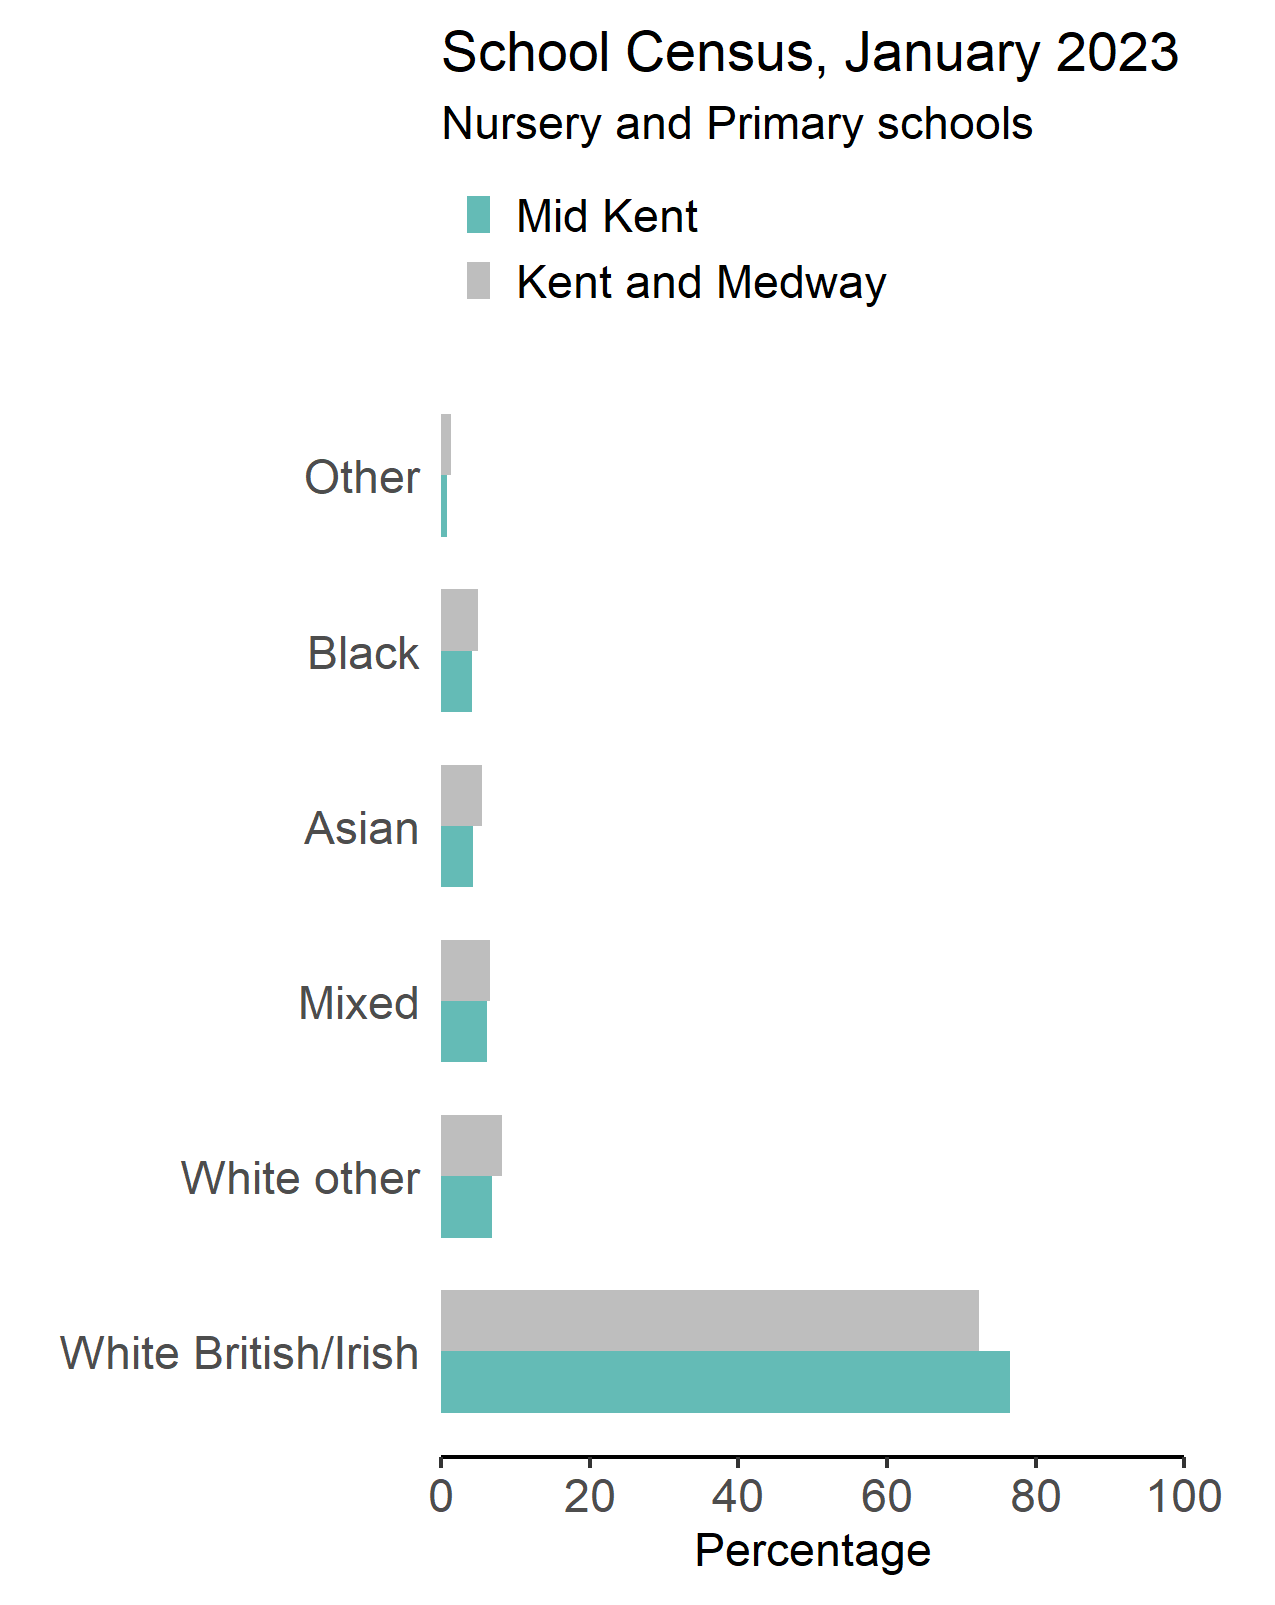 School Census, January 2023
Nursery and Primary schools
Mid Kent
Kent and Medway
Other
Black
Asian
Mixed
White other
White British/Irish
0 20 40 60 80 100
Percentage